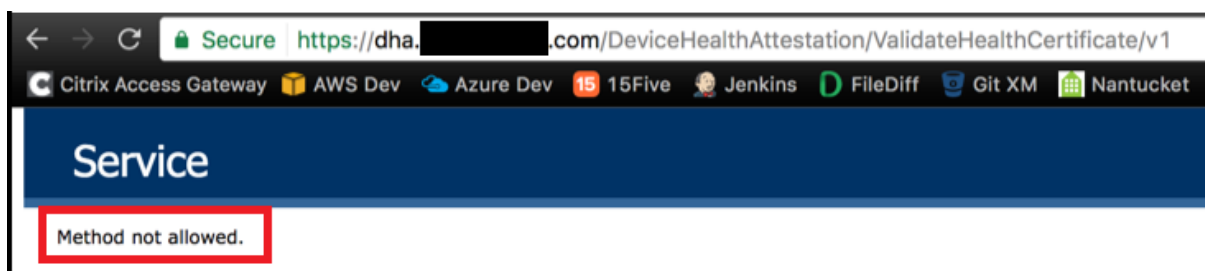 Secure https://dha. .com/DeviceHealthAttestation/ValidateHealthCertificate/v1
Citrix Access Gateway AWS Dev Azure Dev 15 15Five Jenkins D FileDiff Git XM Nantucket
Service
Method not allowed.